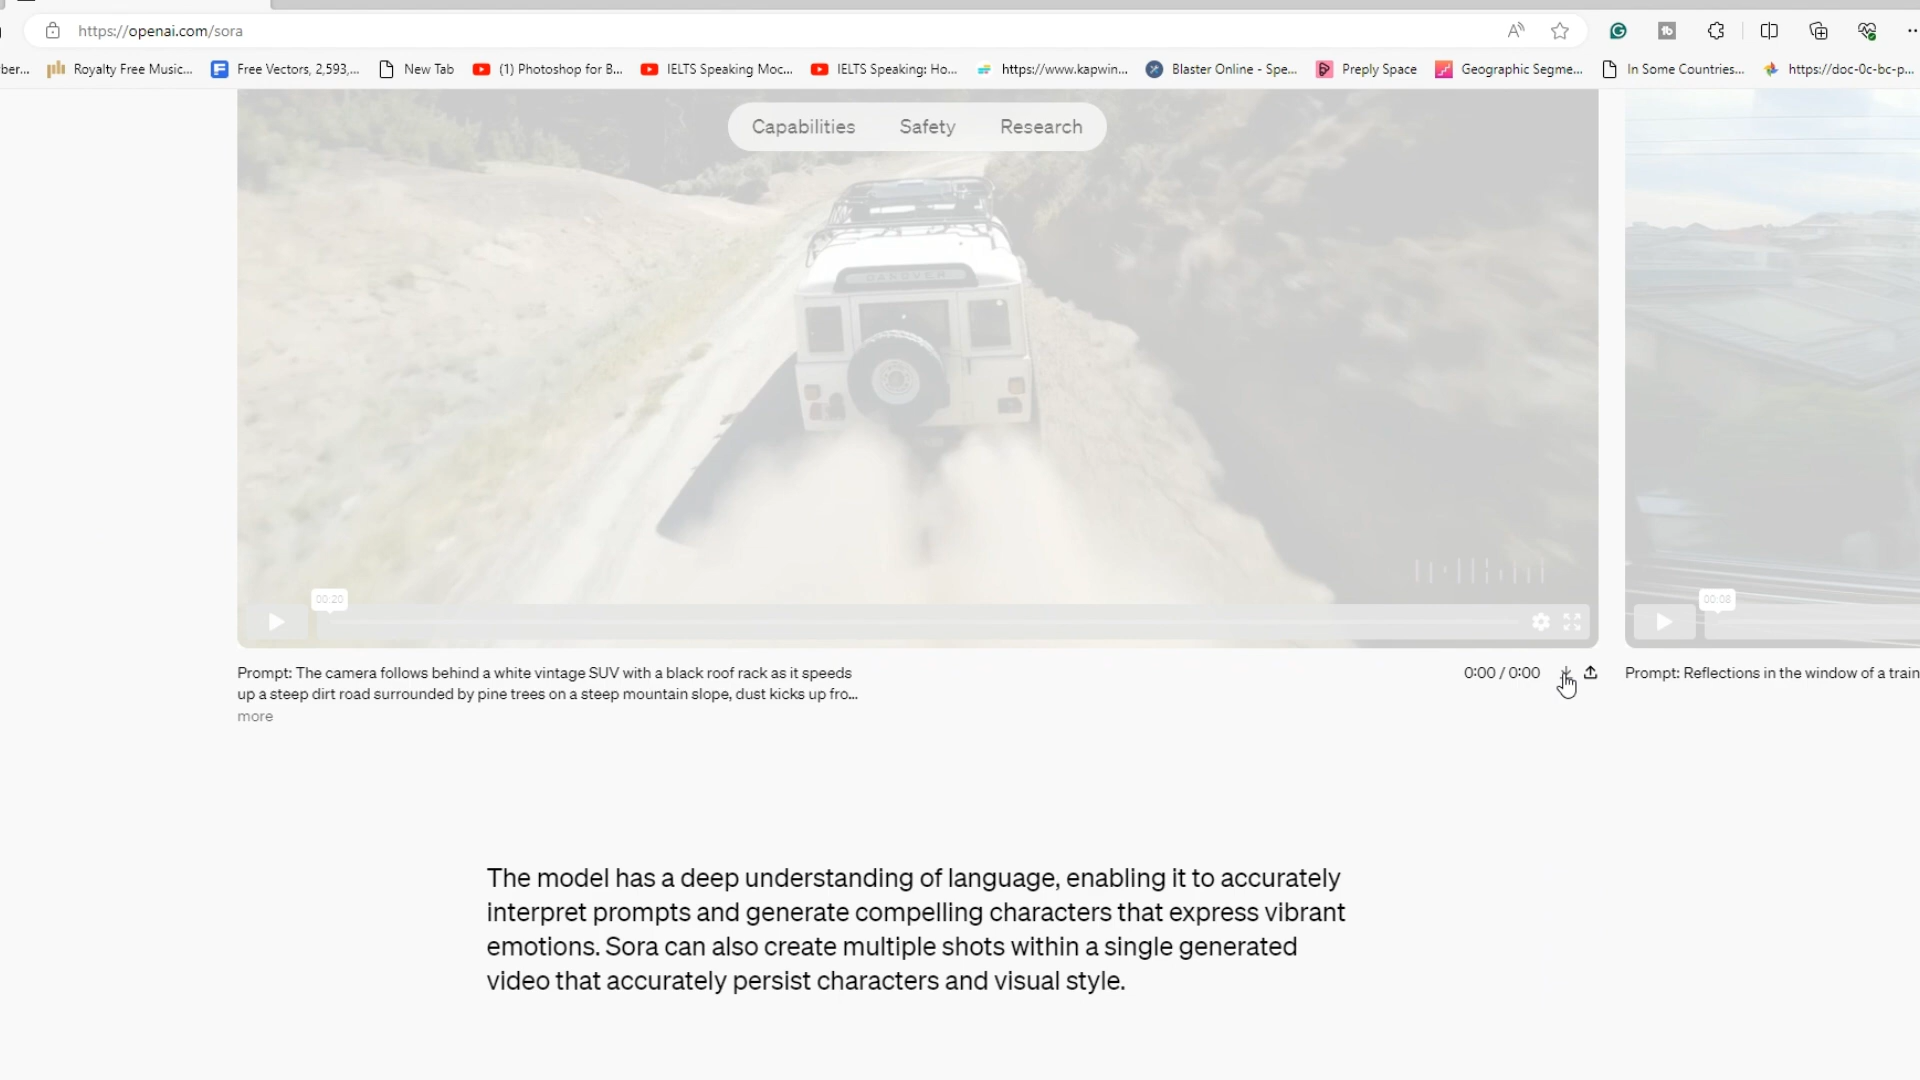 https://openai.com/sora
ber...
Royalty Free Music...
Free Vectors, 2,593,...
New Tab
(1) Photoshop for B...
IELTS Speaking Moc...
IELTS Speaking: Ho...
https://www.kapwin...
Blaster Online - Spe...
Preply Space
Geographic Segme...
In Some Countries...
https://doc-0c-bc-p...
Capabilities
Safety
Research
DANOVER
00:20
00:08
Prompt: The camera follows behind a white vintage SUV with a black roof rack as it speeds
up a steep dirt road surrounded by pine trees on a steep mountain slope, dust kicks up fro...
more
0:00 / 0:00
Prompt: Reflections in the window of a train
The model has a deep understanding of language, enabling it to accurately
interpret prompts and generate compelling characters that express vibrant
emotions. Sora can also create multiple shots within a single generated
video that accurately persist characters and visual style.